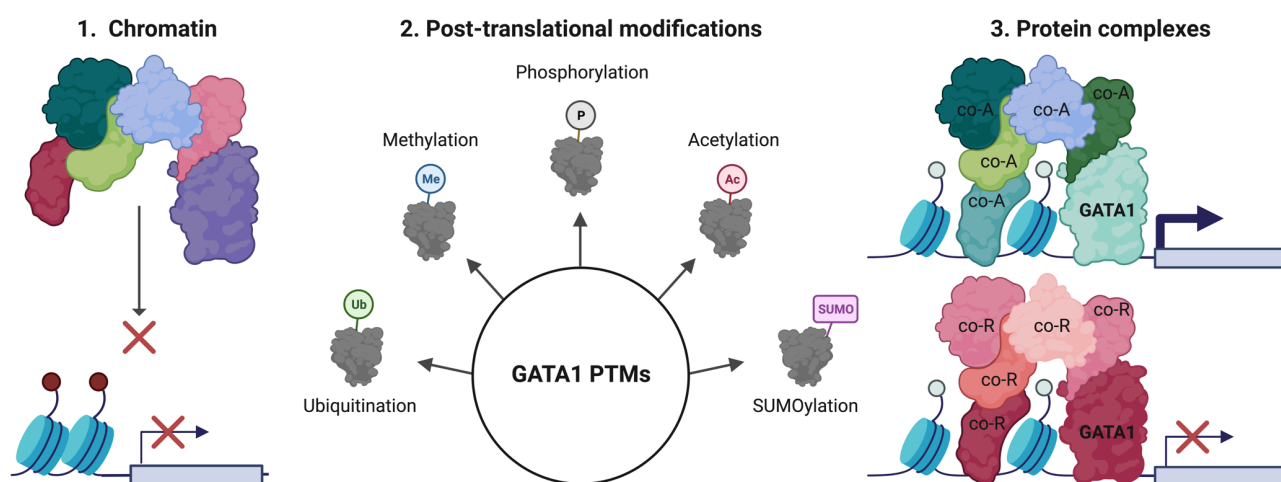 1. Chromatin
2. Post-translational modifications
Phosphorylation
P
Methylation
Me
Acetylation
Ac
Ub
Ubiquitination
SUMO
SUMOylation
GATA1 PTMs
3. Protein complexes
co-A
co-A
co-A
co-A
co-A
GATA1
co-R
co-R
co-R
co-R
co-R
GATA1